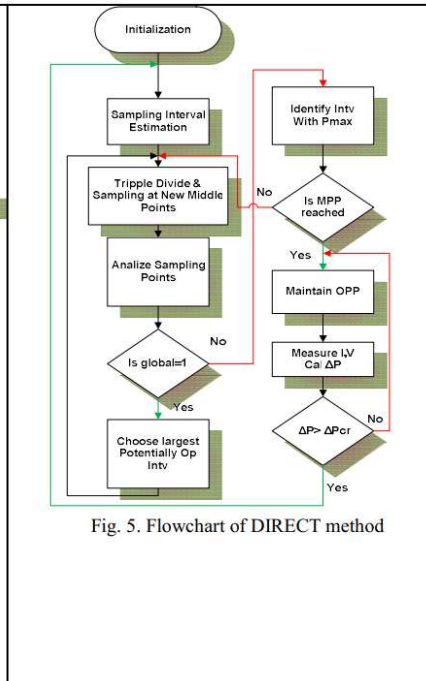 Initialization
Sampling Interval
Estimation
Tripple Divide &
Sampling at New Middle
Points
Analize Sampling
Points
Is global=1
No
Yes
Choose largest
Potentially Op
Intv
Identify Intv
With Pmax
Is MPP
reached
No
Yes
Maintain OPP
Measure I,V
Cal ΔP
ΔP> ΔPcr
No
Yes
Fig. 5. Flowchart of DIRECT method